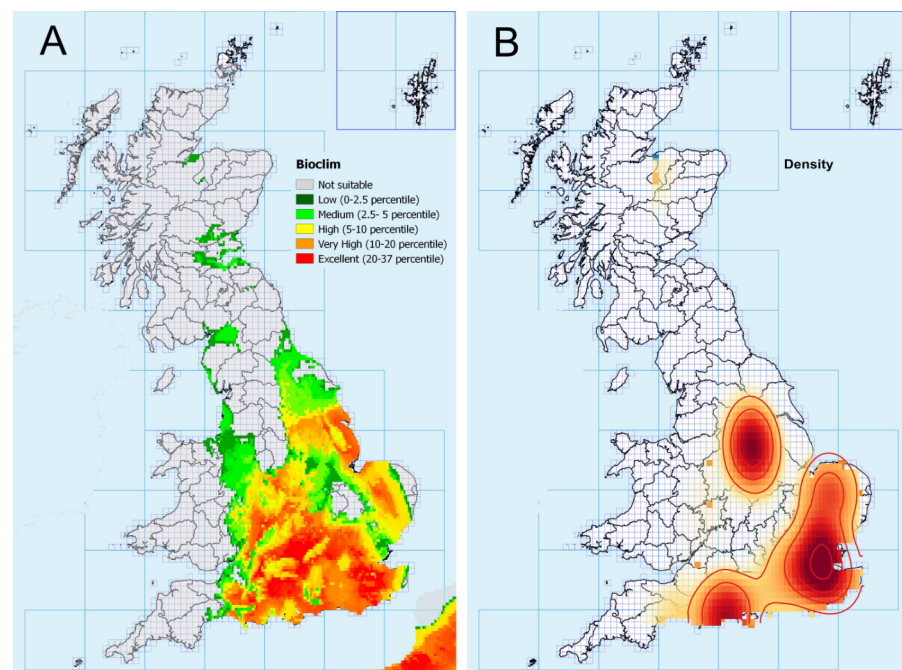 A
B
Bioclim
Not suitable
Low (0-2.5 percentile)
Medium (2.5- 5 percentile)
High (5-10 percentile)
Very High (10-20 percentile)
Excellent (20-37 percentile)
Density